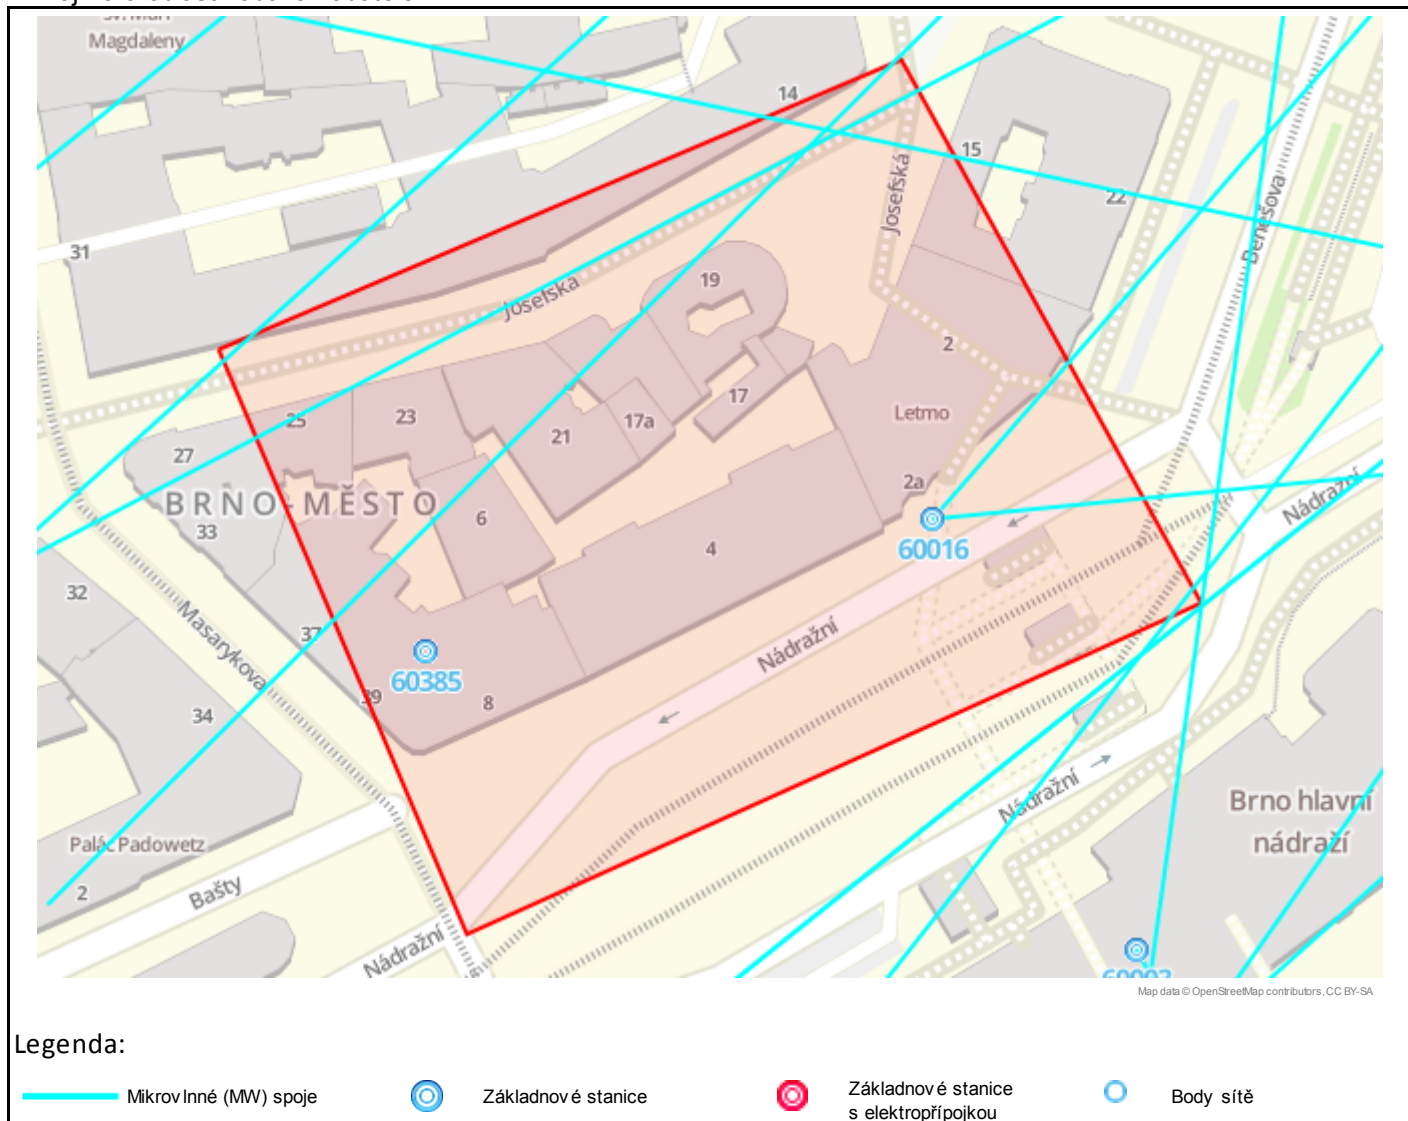 Magdaleny
14
15
22
Josefská
Benešova
31
19
Josefská
2
17
25
23
21
17a
Letmo
27
2a
BRNO-MĚSTO
33
6
4
60016
Nádražní
32
Masarykova
37
Nádražní
60385
39
8
34
Nádražní
Brno hlavní
nádraží
Palác Padowetz
2
Bašty
Nádražní
Map data © OpenStreetMap contributors, CC BY-SA
Legenda:
Mikrovlnné (MW) spoje
Základnové stanice
Základnové stanice
s elektropřípojkou
Body sítě